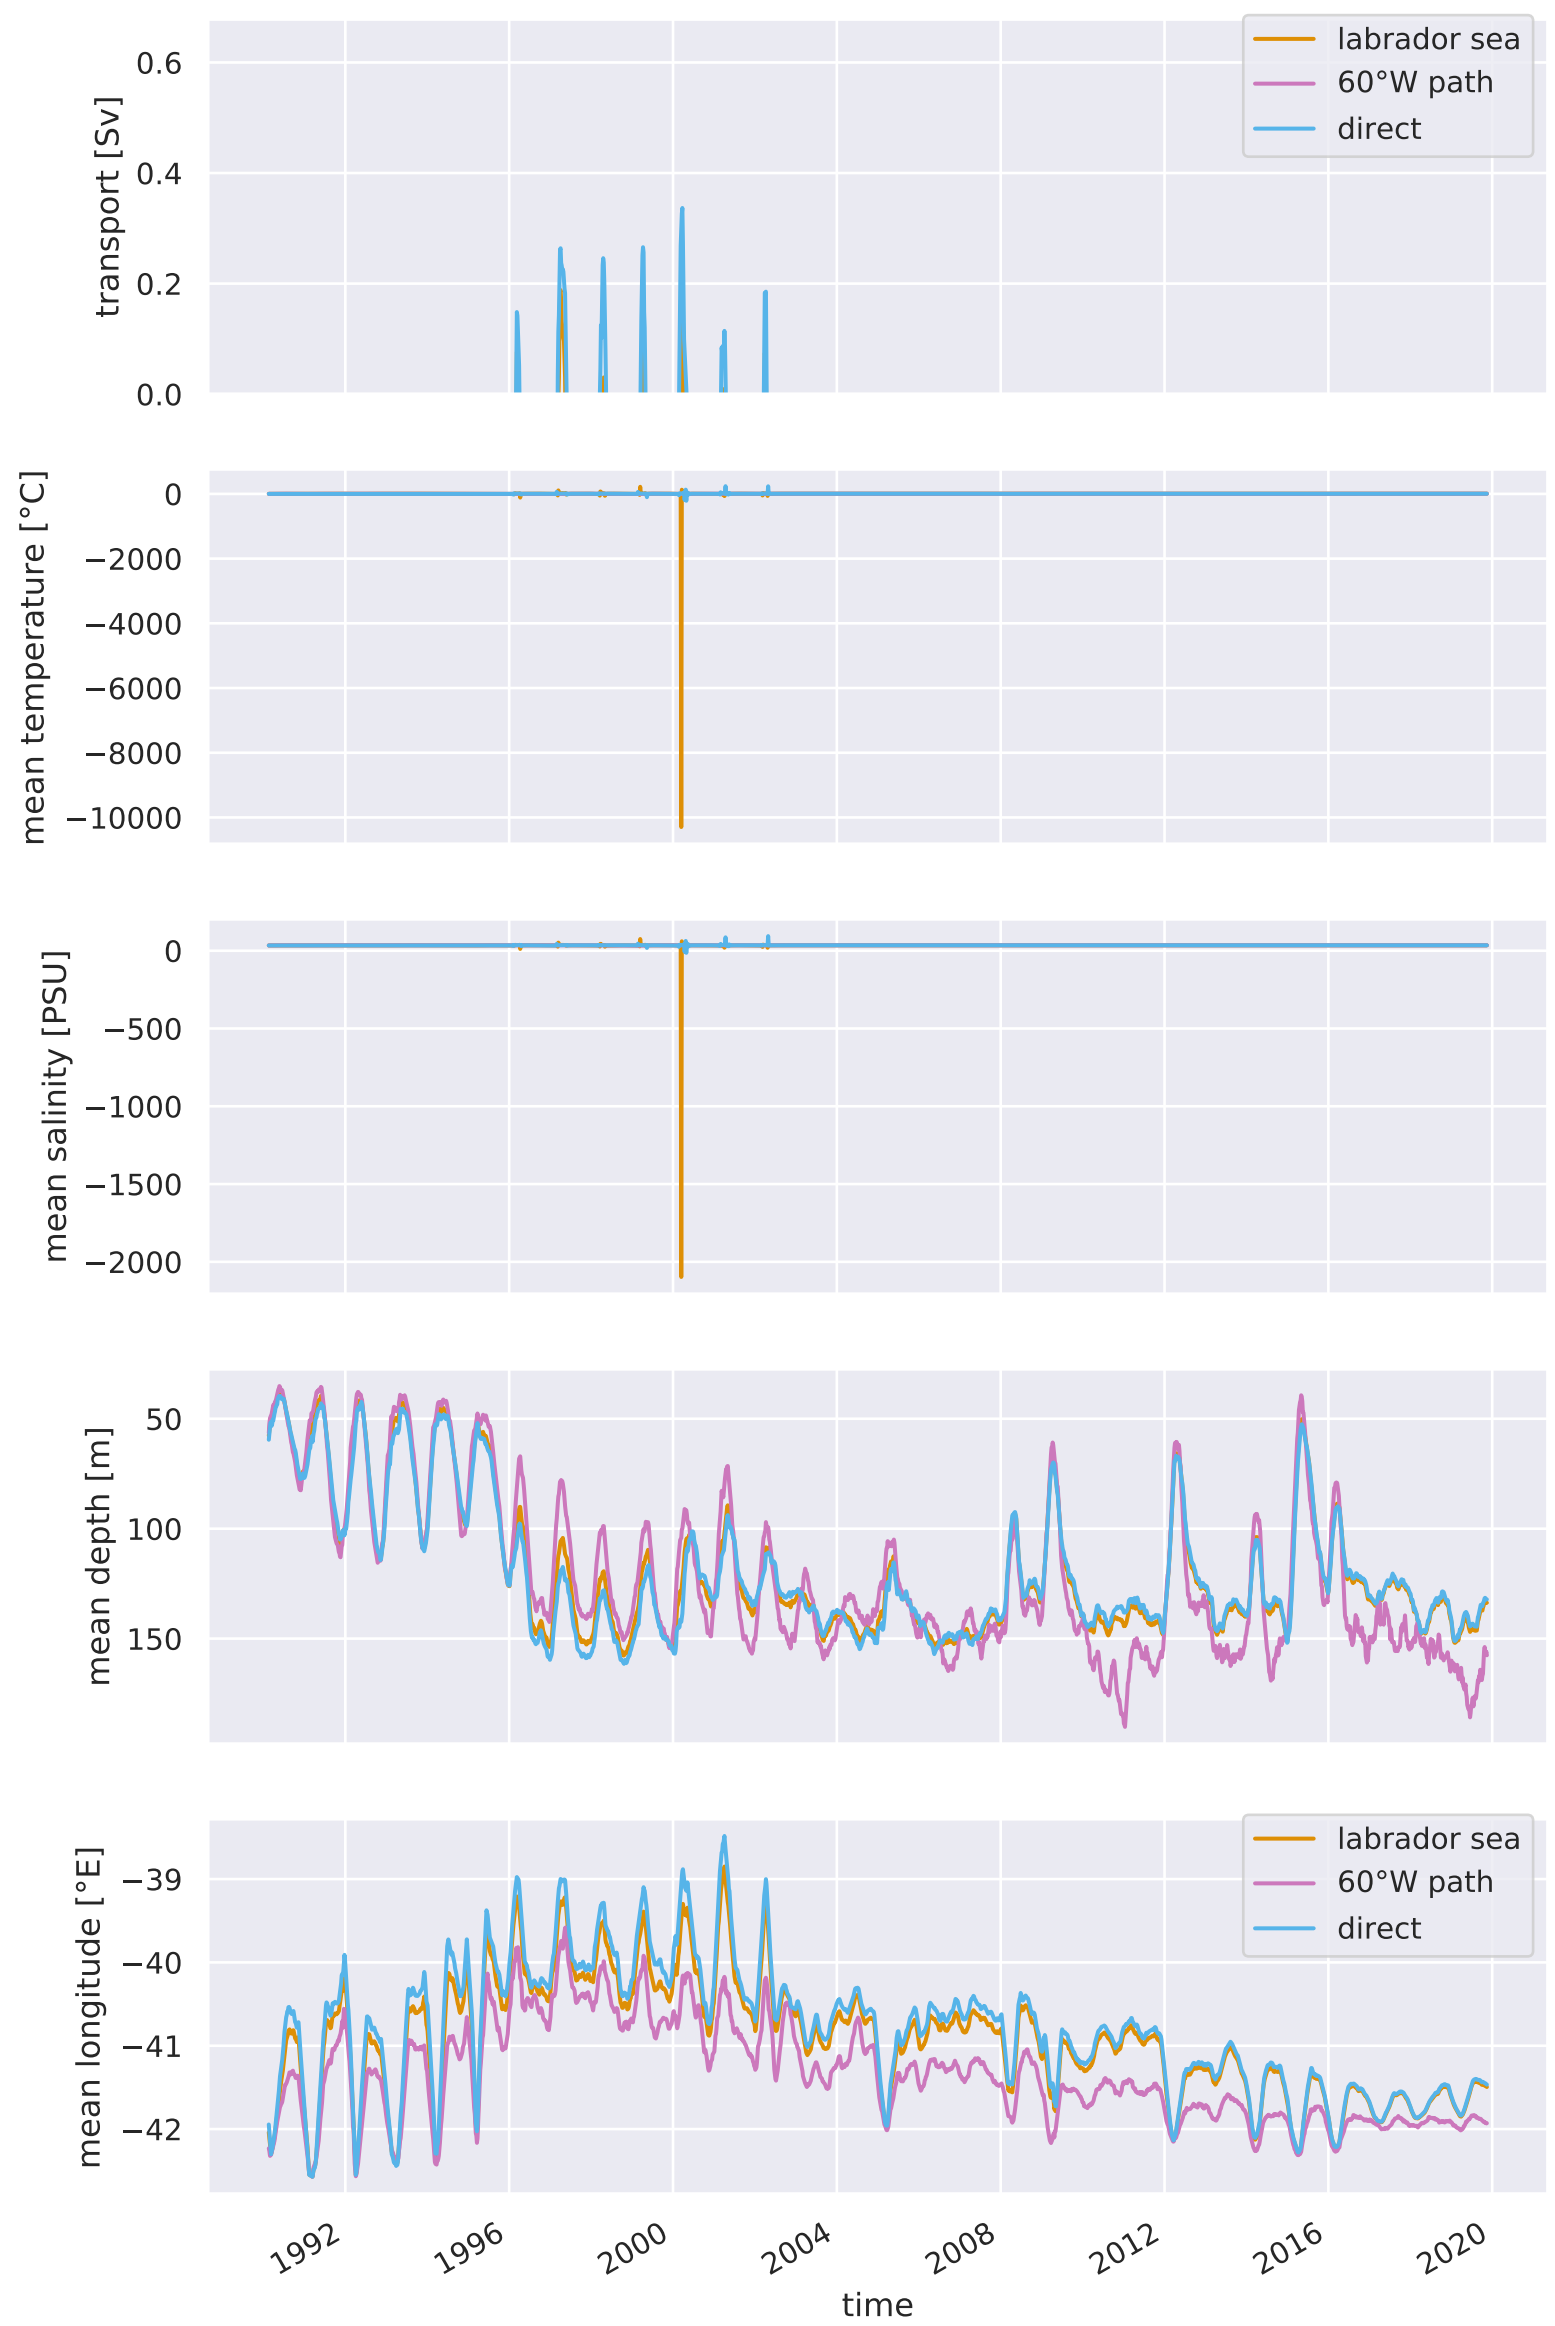 labrador sea
60°W path
direct
transport [Sv]
0.6
0.4
0.2
0.0
mean temperature [°C]
0
−2000
−4000
−6000
−8000
−10000
mean salinity [PSU]
0
−500
−1000
−1500
−2000
mean depth [m]
50
100
150
labrador sea
60°W path
direct
mean longitude [°E]
−39
−40
−41
−42
1992
1996
2000
2004
2008
2012
2016
2020
time